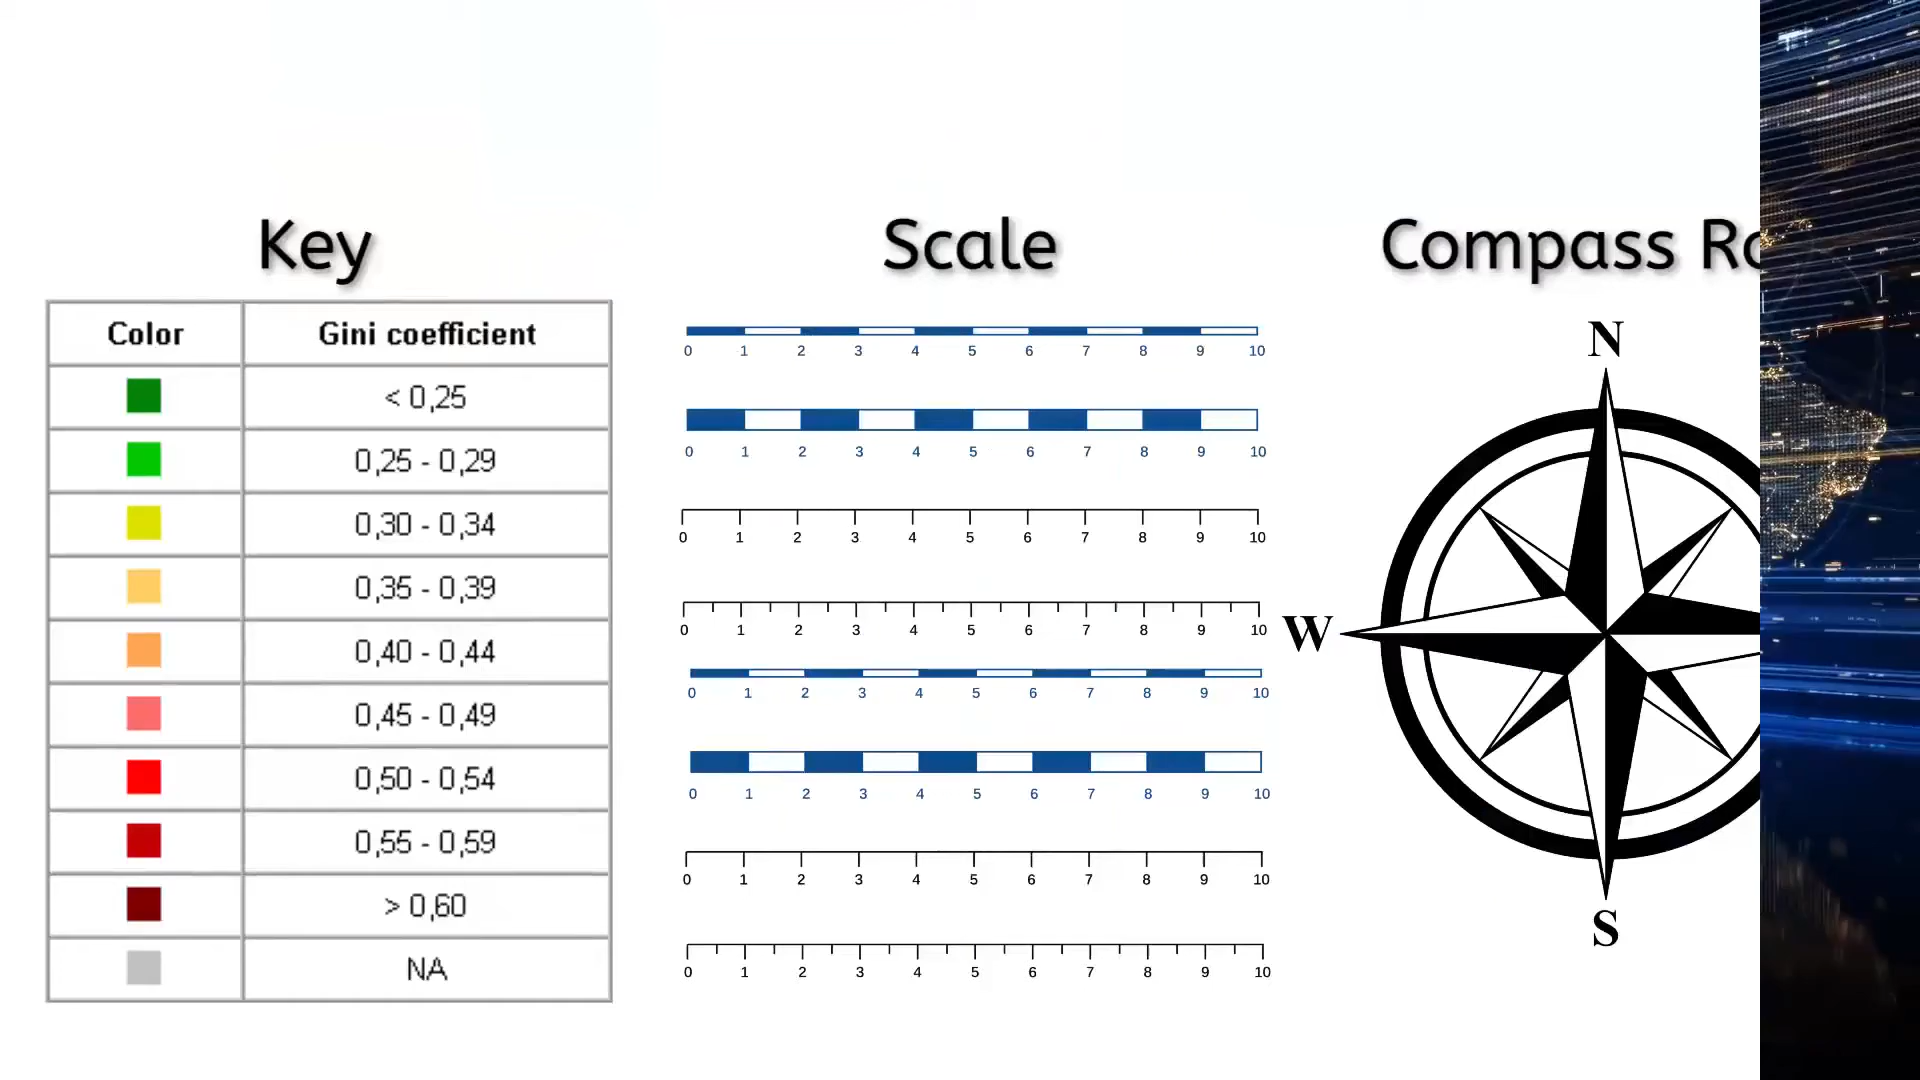 Key
Scale
Compass Ro
Color Gini coefficient
< 0,25
0,25 - 0,29
0,30 - 0,34
0,35 - 0,39
0,40 - 0,44
0,45 - 0,49
0,50 - 0,54
0,55 - 0,59
> 0,60
NA
0 1 2 3 4 5 6 7 8 9 10
0 1 2 3 4 5 6 7 8 9 10
0 1 2 3 4 5 6 7 8 9 10
0 1 2 3 4 5 6 7 8 9 10
0 1 2 3 4 5 6 7 8 9 10
0 1 2 3 4 5 6 7 8 9 10
0 1 2 3 4 5 6 7 8 9 10
0 1 2 3 4 5 6 7 8 9 10
N
W
S